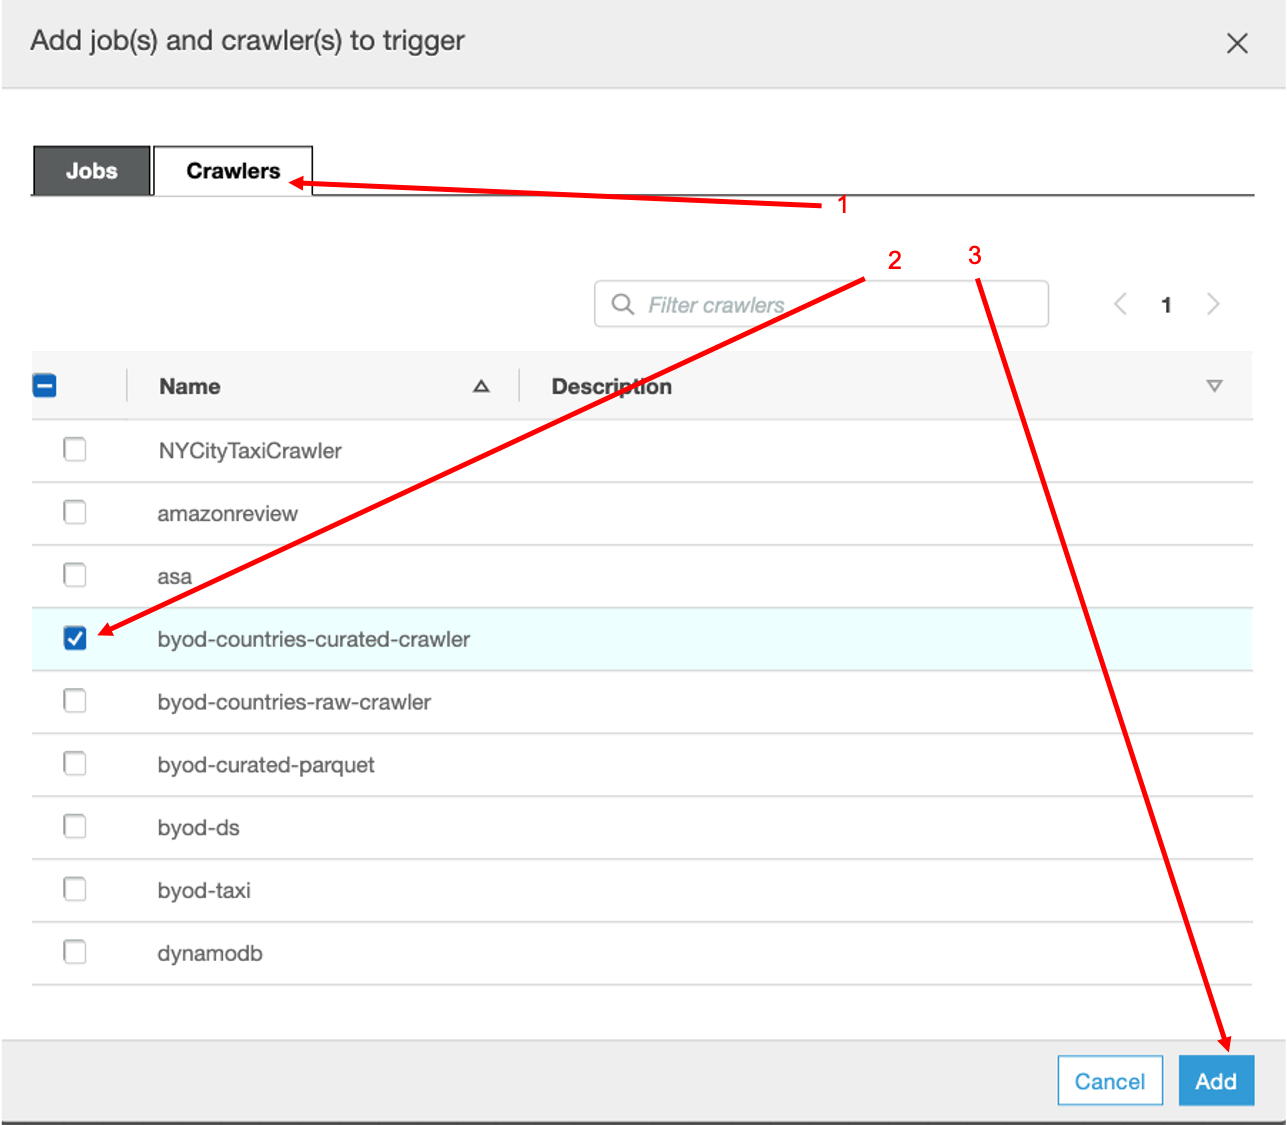 Add job(s) and crawler(s) to trigger
Jobs Crawlers
1
2 3
Filter crawlers 1
Name Description
NYCityTaxiCrawler
amazonreview
asa
byod-countries-curated-crawler
byod-countries-raw-crawler
byod-curated-parquet
byod-ds
byod-taxi
dynamodb
Cancel Add